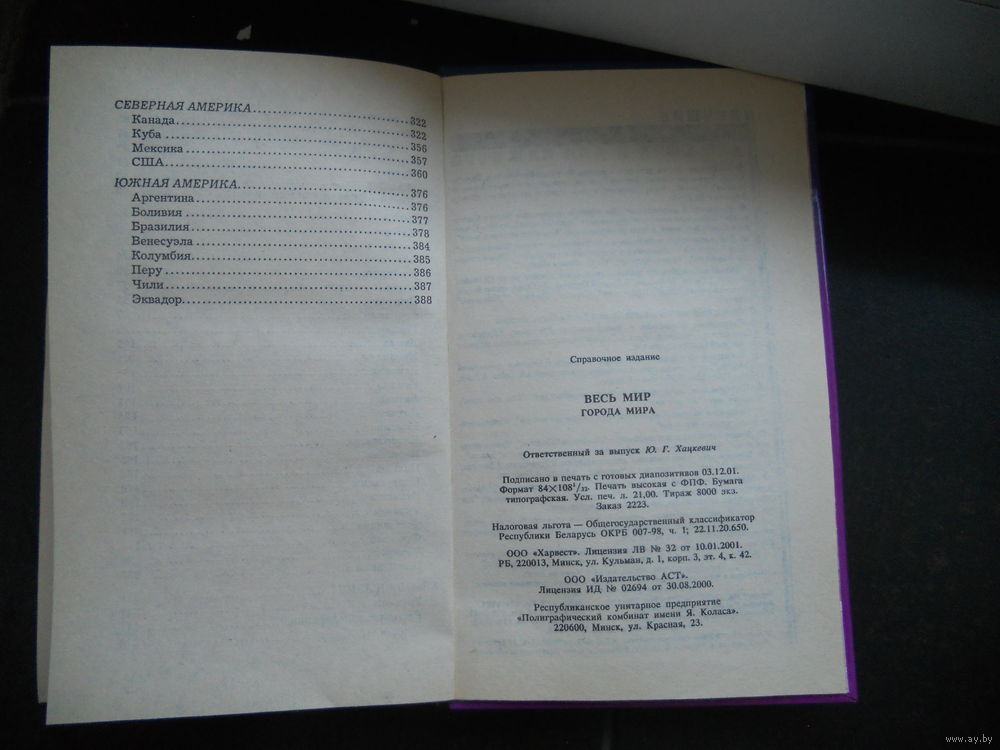 СЕВЕРНАЯ АМЕРИКА........................322
Канада........................322
Куба........................356
Мексика........................357
США........................360
ЮЖНАЯ АМЕРИКА........................376
Аргентина........................376
Боливия........................377
Бразилия........................378
Венесуэла........................384
Колумбия........................385
Перу........................386
Чили........................387
Эквадор........................388
Справочное издание
ВЕСЬ МИР
ГОРОДА МИРА
Ответственный за выпуск Ю. Г. Хацкевич
Подписано в печать с готовых диапозитивов 03.12.01.
Формат 84×108¹/₃₂. Печать высокая с ФПФ. Бумага
типографская. Усл. печ. л. 21,00. Тираж 8000 экз.
Заказ 2223.
Налоговая льгота — Общегосударственный классификатор
Республики Беларусь ОКРБ 007-98, ч. 1; 22.11.20.650.
ООО «Харвест». Лицензия ЛВ № 32 от 10.01.2001.
РБ, 220013, Минск, ул. Кульман, д. 1, корп. 3, эт. 4, к. 42.
ООО «Издательство АСТ».
Лицензия ИД № 02694 от 30.08.2000.
Республиканское унитарное предприятие
«Полиграфический комбинат имени Я. Коласа».
220600, Минск, ул. Красная, 23.
www.ay.by